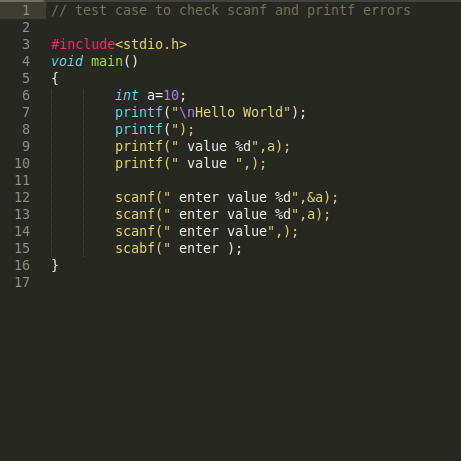 1 // test case to check scanf and printf errors
2
3 #include<stdio.h>
4 void main()
5 {
6 int a=10;
7 printf("\nHello World");
8 printf(");
9 printf(" value %d",a);
10 printf(" value ",);
11
12 scanf(" enter value %d",&a);
13 scanf(" enter value %d",a);
14 scanf(" enter value",);
15 scabf(" enter );
16 }
17